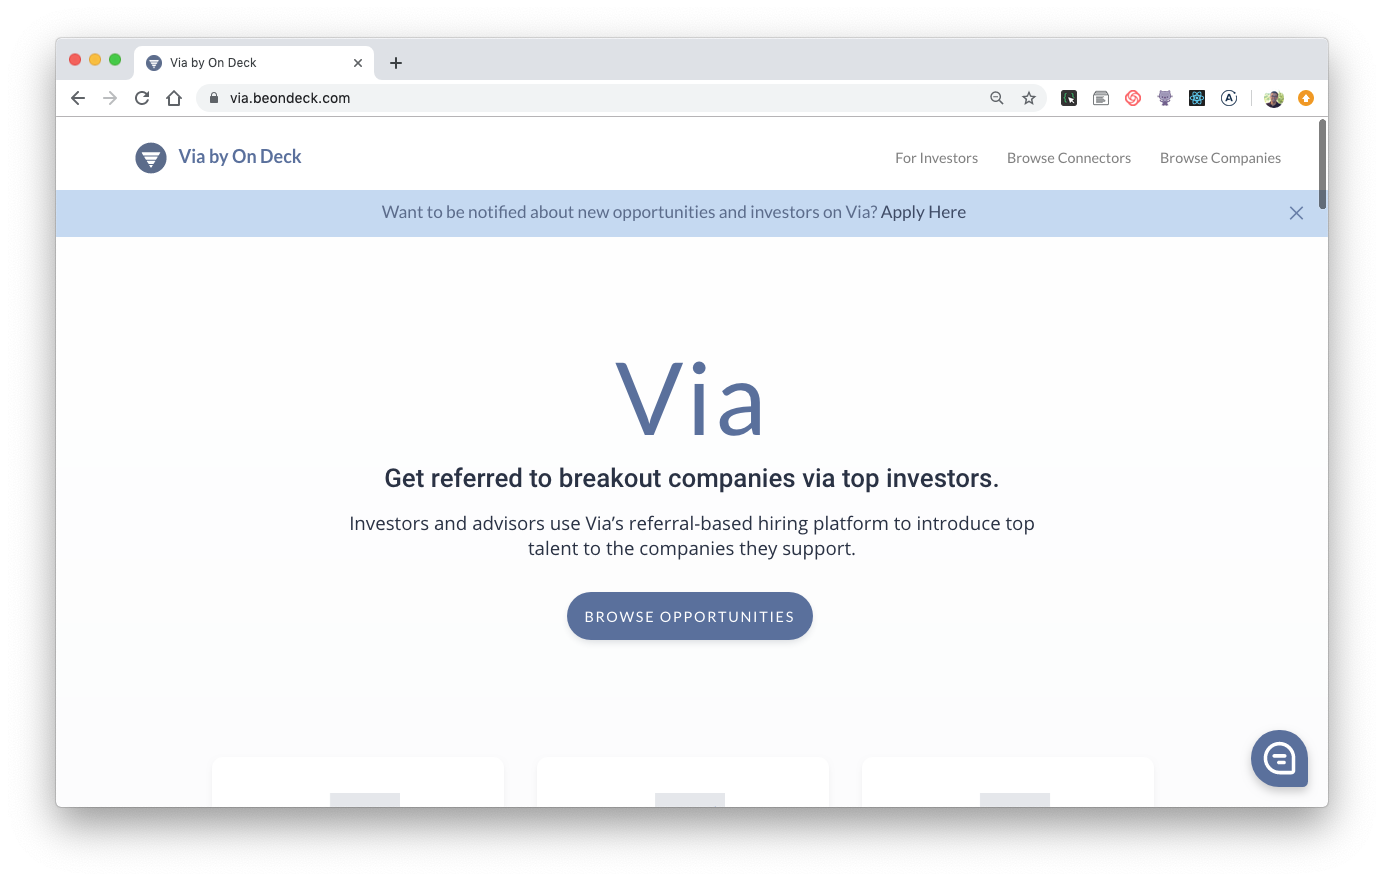 Via by On Deck
via.beondeck.com
Via by On Deck
For Investors
Browse Connectors
Browse Companies
Want to be notified about new opportunities and investors on Via? Apply Here
Via
Get referred to breakout companies via top investors.
Investors and advisors use Via’s referral-based hiring platform to introduce top
talent to the companies they support.
BROWSE OPPORTUNITIES